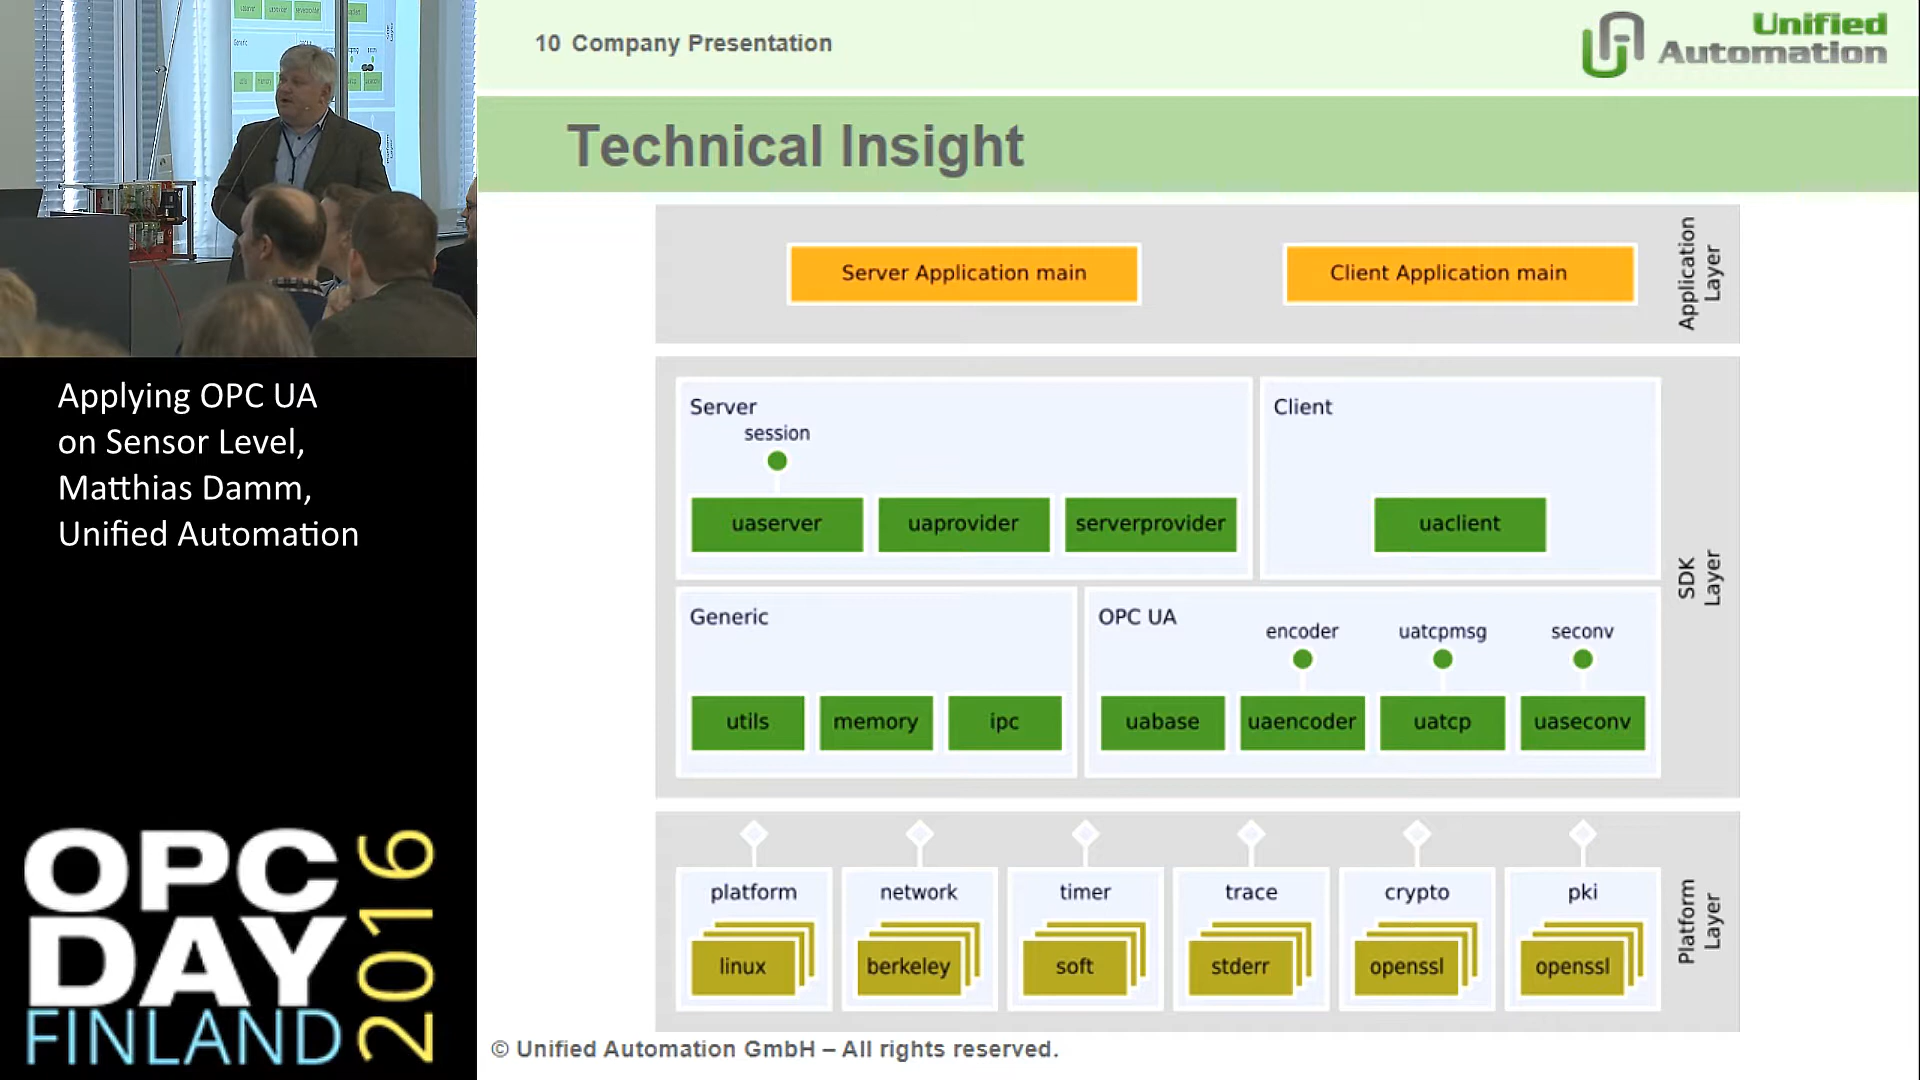 10 Company Presentation
Unified
Automation
Technical Insight
Server Application main
Client Application main
Application
Layer
Server
session
uaserver
uaprovider
serverprovider
Client
uaclient
SDK
Layer
Generic
utils
memory
ipc
OPC UA
encoder
uatcpmsg
seconv
uabase
uaencoder
uatcp
uaseconv
platform
network
timer
trace
crypto
pki
linux
berkeley
soft
stderr
openssl
openssl
Platform
Layer
© Unified Automation GmbH – All rights reserved.
Applying OPC UA
on Sensor Level,
Matthias Damm,
Unified Automation
OPC
DAY
FINLAND
2016